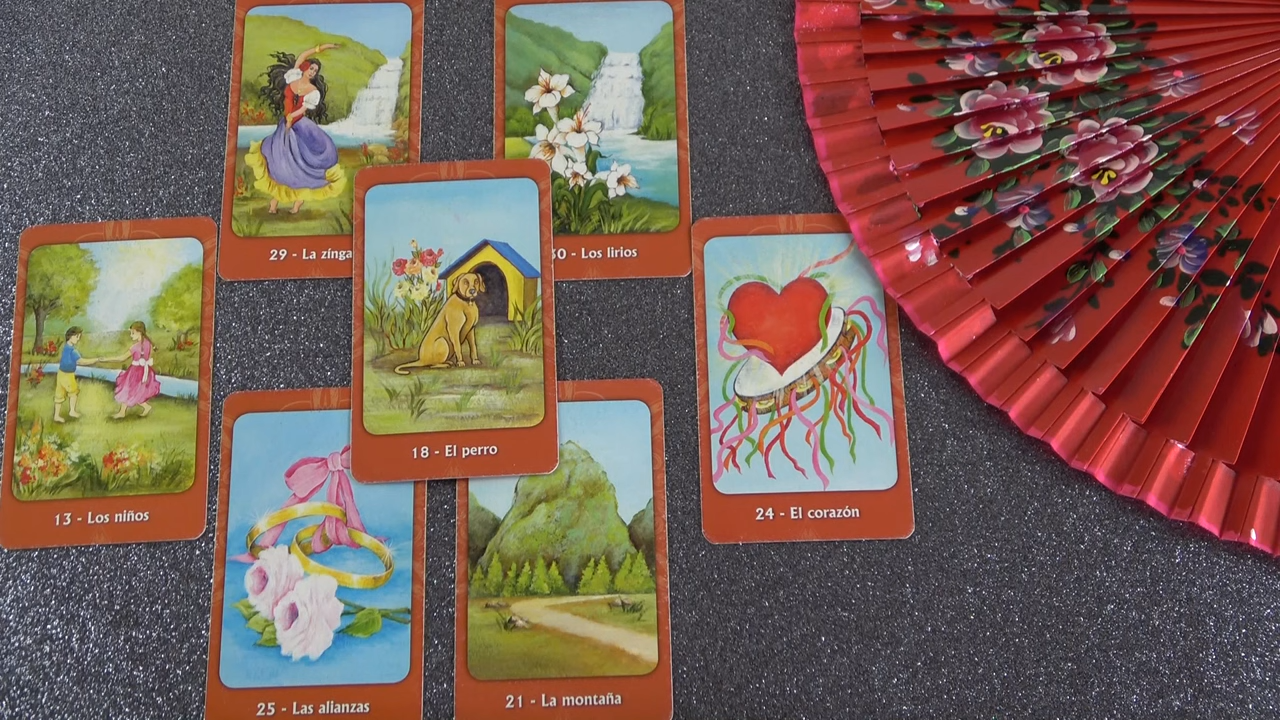 29 - La zínga
30 - Los lirios
13 - Los niños
18 - El perro
24 - El corazón
25 - Las alianzas
21 - La montaña